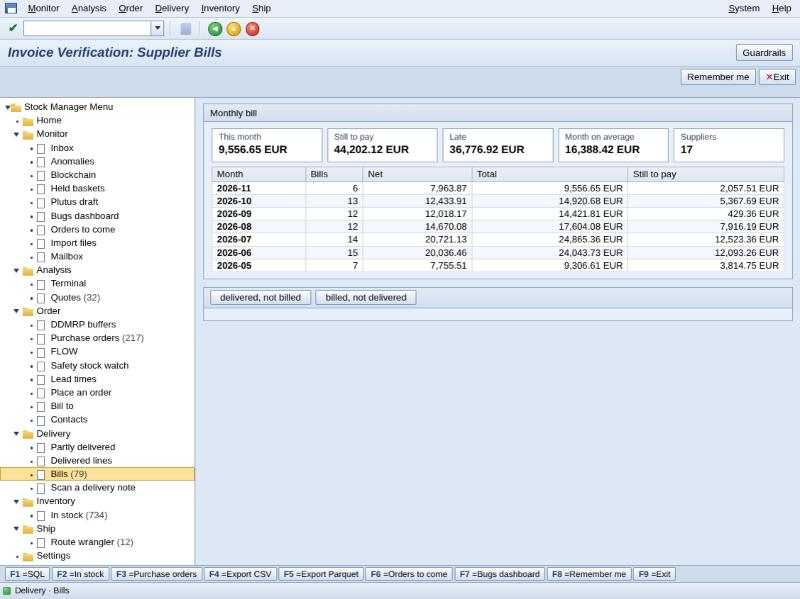 Monitor Analysis Order Delivery Inventory Ship System Help
Invoice Verification: Supplier Bills Guardrails
Remember me ✕Exit
Stock Manager Menu
Home
Monitor
Inbox
Anomalies
Blockchain
Held baskets
Plutus draft
Bugs dashboard
Orders to come
Import files
Mailbox
Analysis
Terminal
Quotes (32)
Order
DDMRP buffers
Purchase orders (217)
FLOW
Safety stock watch
Lead times
Place an order
Bill to
Contacts
Delivery
Partly delivered
Delivered lines
Bills (79)
Scan a delivery note
Inventory
In stock (734)
Ship
Route wrangler (12)
Settings
Monthly bill
This month Still to pay Late Month on average Suppliers
9,556.65 EUR 44,202.12 EUR 36,776.92 EUR 16,388.42 EUR 17
Month Bills Net Total Still to pay
2026-11 6 7,963.87 9,556.65 EUR 2,057.51 EUR
2026-10 13 12,433.91 14,920.68 EUR 5,367.69 EUR
2026-09 12 12,018.17 14,421.81 EUR 429.36 EUR
2026-08 12 14,670.08 17,604.08 EUR 7,916.19 EUR
2026-07 14 20,721.13 24,865.36 EUR 12,523.36 EUR
2026-06 15 20,036.46 24,043.73 EUR 12,093.26 EUR
2026-05 7 7,755.51 9,306.61 EUR 3,814.75 EUR
delivered, not billed billed, not delivered
F1 =SQL F2 =In stock F3 =Purchase orders F4 =Export CSV F5 =Export Parquet F6 =Orders to come F7 =Bugs dashboard F8 =Remember me F9 =Exit
Delivery · Bills